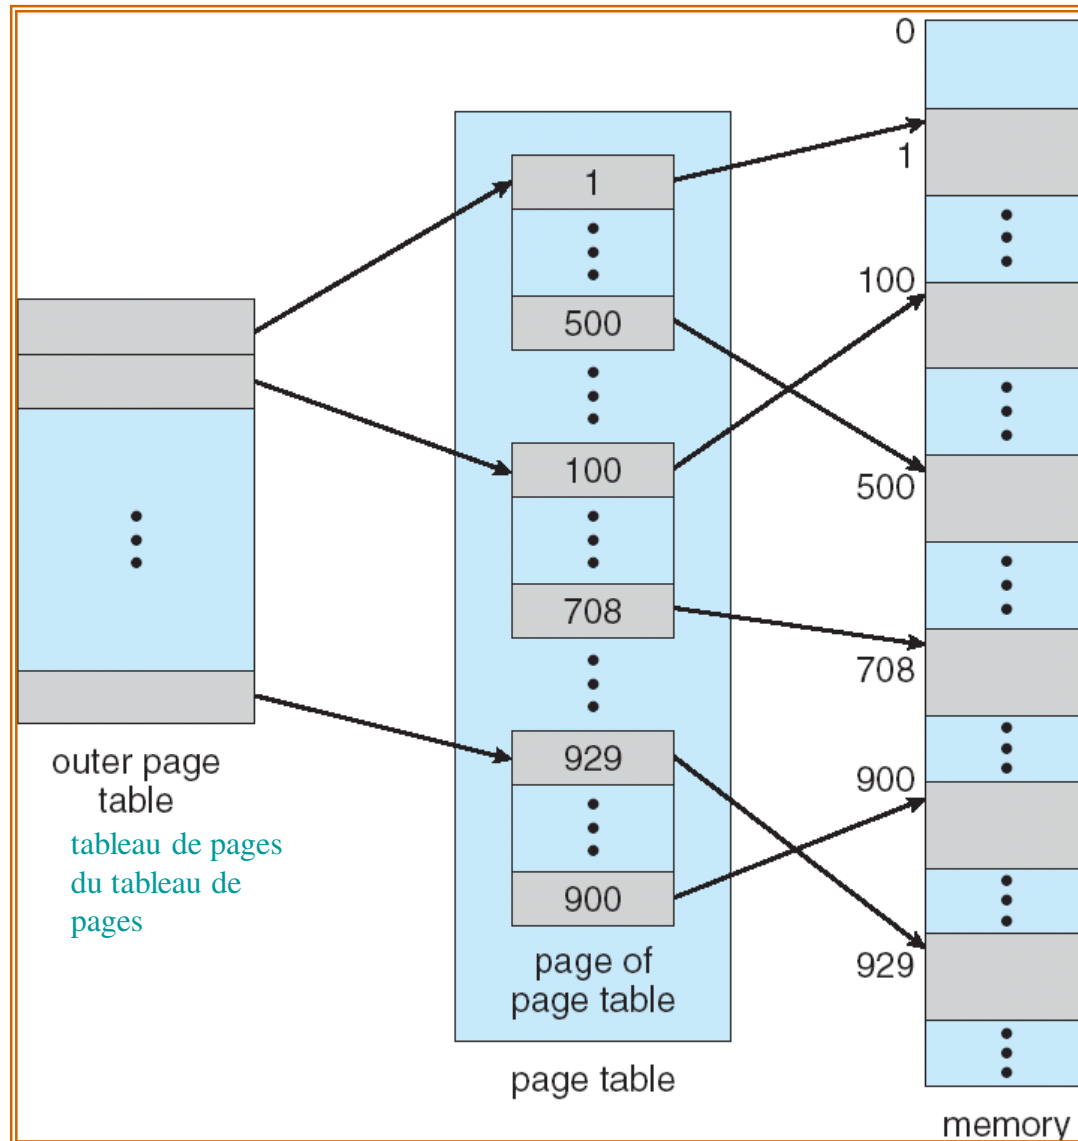 outer page
table
tableau de pages
du tableau de
pages
1
500
100
708
929
900
page of
page table
page table
0
1
100
500
708
900
929
memory